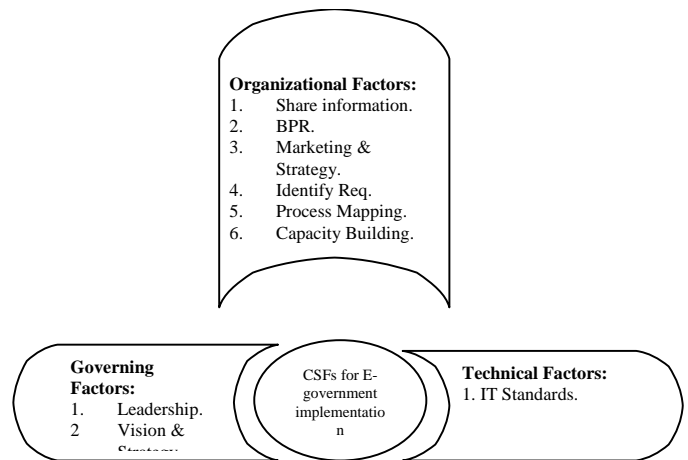 Organizational Factors:
1. Share information.
2. BPR.
3. Marketing &
Strategy.
4. Identify Req.
5. Process Mapping.
6. Capacity Building.
Governing
Factors:
1. Leadership.
2 Vision &
CSFs for E-
government
implementatio
n
Technical Factors:
1. IT Standards.